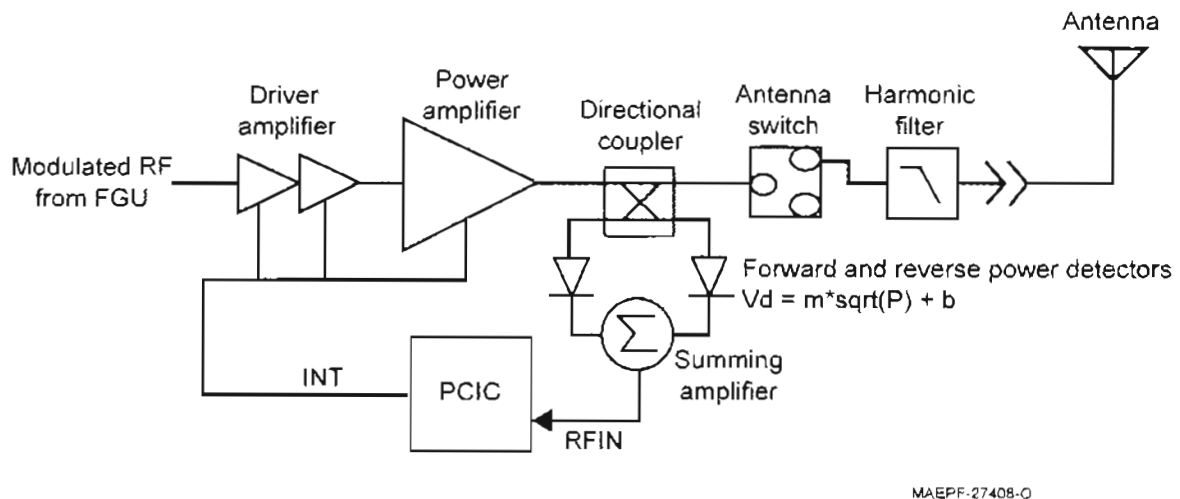 Antenna
Power
amplifier
Driver
amplifier
Directional
coupler
Antenna
switch
Harmonic
filter
Modulated RF
from FGU
Forward and reverse power detectors
Vd = m*sqrt(P) + b
Σ
Summing
amplifier
INT
PCIC
RFIN
MAEPF-27408-O